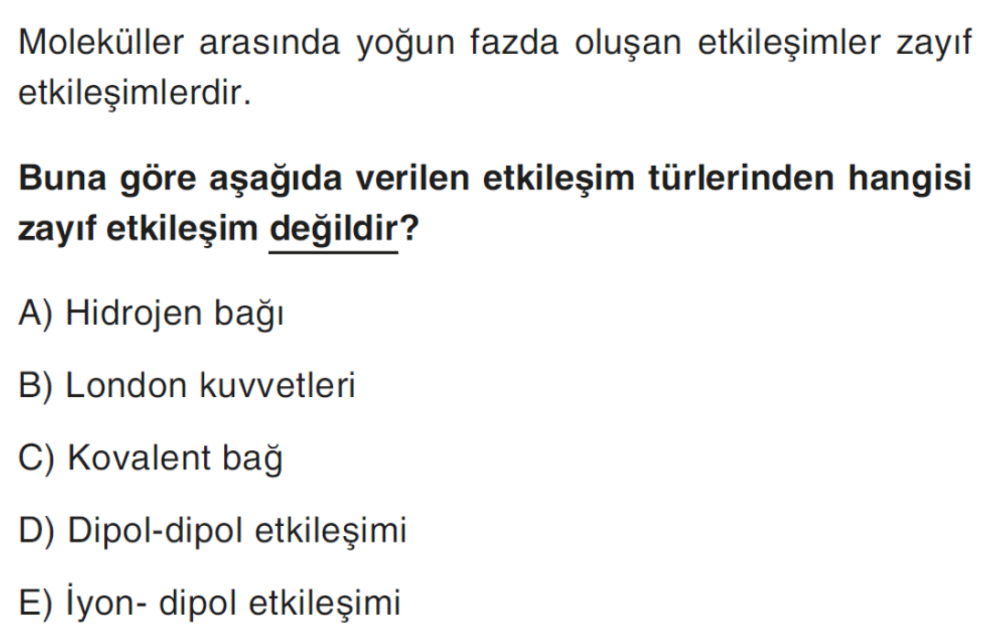 Moleküller arasında yoğun fazda oluşan etkileşimler zayıf
etkileşimlerdir.
Buna göre aşağıda verilen etkileşim türlerinden hangisi
zayıf etkileşim değildir?
A) Hidrojen bağı
B) London kuvvetleri
C) Kovalent bağ
D) Dipol-dipol etkileşimi
E) İyon- dipol etkileşimi